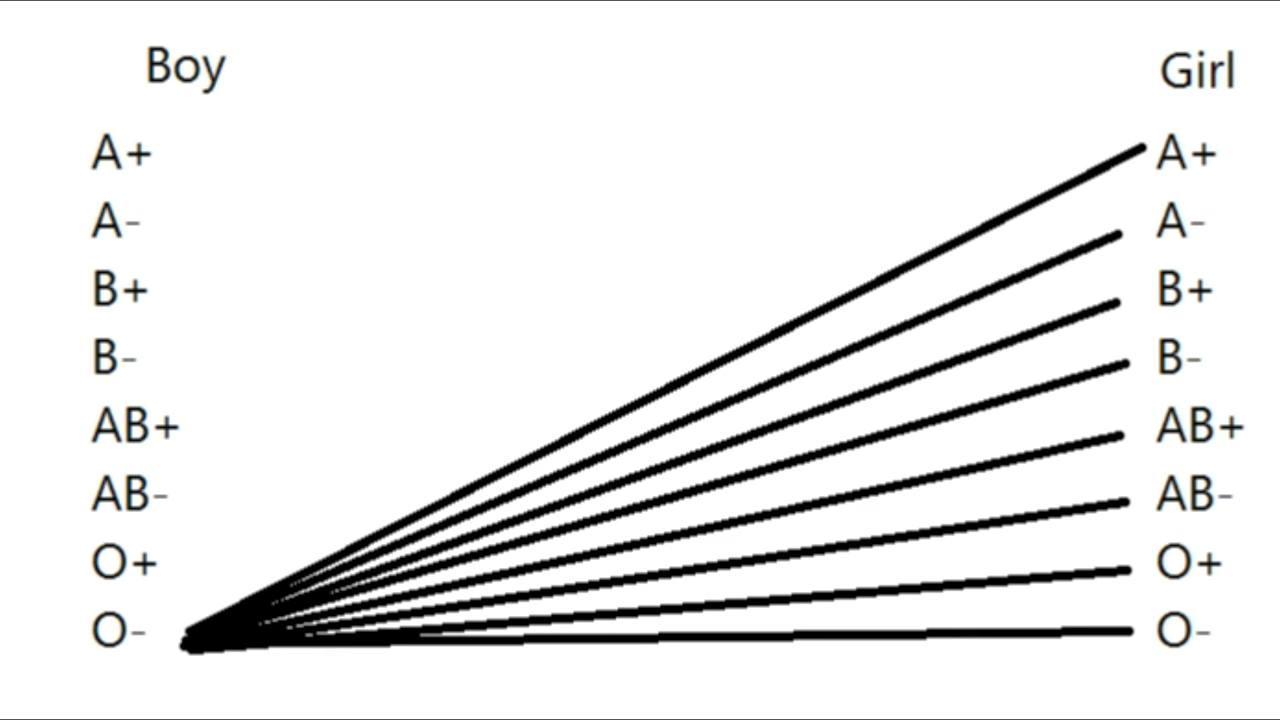 Boy
A+
A-
B+
B-
AB+
AB-
O+
O-
Girl
A+
A-
B+
B-
AB+
AB-
O+
O-